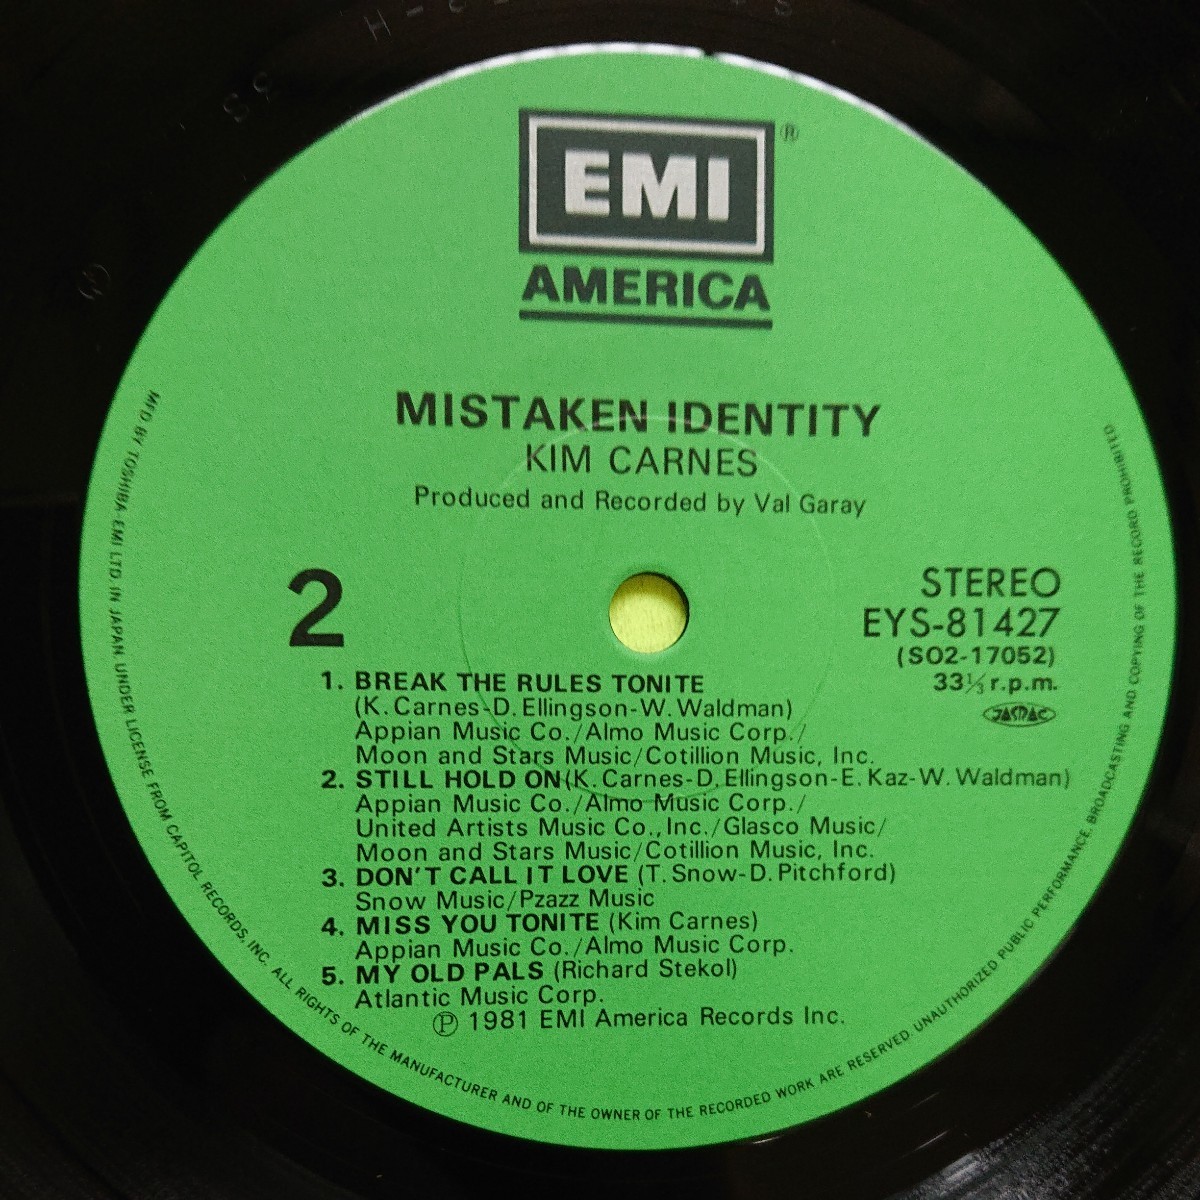 EMI ®
AMERICA
MISTAKEN IDENTITY
KIM CARNES
Produced and Recorded by Val Garay
2
STEREO
EYS-81427
(SO2-17052)
33⅓ r.p.m.
JASRAC
1. BREAK THE RULES TONITE
(K. Carnes-D. Ellingson-W. Waldman)
Appian Music Co./Almo Music Corp./
Moon and Stars Music/Cotillion Music, Inc.
2. STILL HOLD ON (K. Carnes-D. Ellingson-E. Kaz-W. Waldman)
Appian Music Co./Almo Music Corp./
United Artists Music Co., Inc./Glasco Music/
Moon and Stars Music/Cotillion Music, Inc.
3. DON'T CALL IT LOVE (T. Snow-D. Pitchford)
Snow Music/Pzazz Music
4. MISS YOU TONITE (Kim Carnes)
Appian Music Co./Almo Music Corp.
5. MY OLD PALS (Richard Stekol)
Atlantic Music Corp.
℗ 1981 EMI America Records Inc.
MFD BY TOSHIBA-EMI LTD. IN JAPAN. UNDER LICENSE FROM CAPITOL RECORDS, INC. ALL RIGHTS OF THE MANUFACTURER AND OF THE OWNER OF THE RECORDED WORK ARE RESERVED. UNAUTHORIZED PUBLIC PERFORMANCE, BROADCASTING AND COPYING OF THE RECORD PROHIBITED